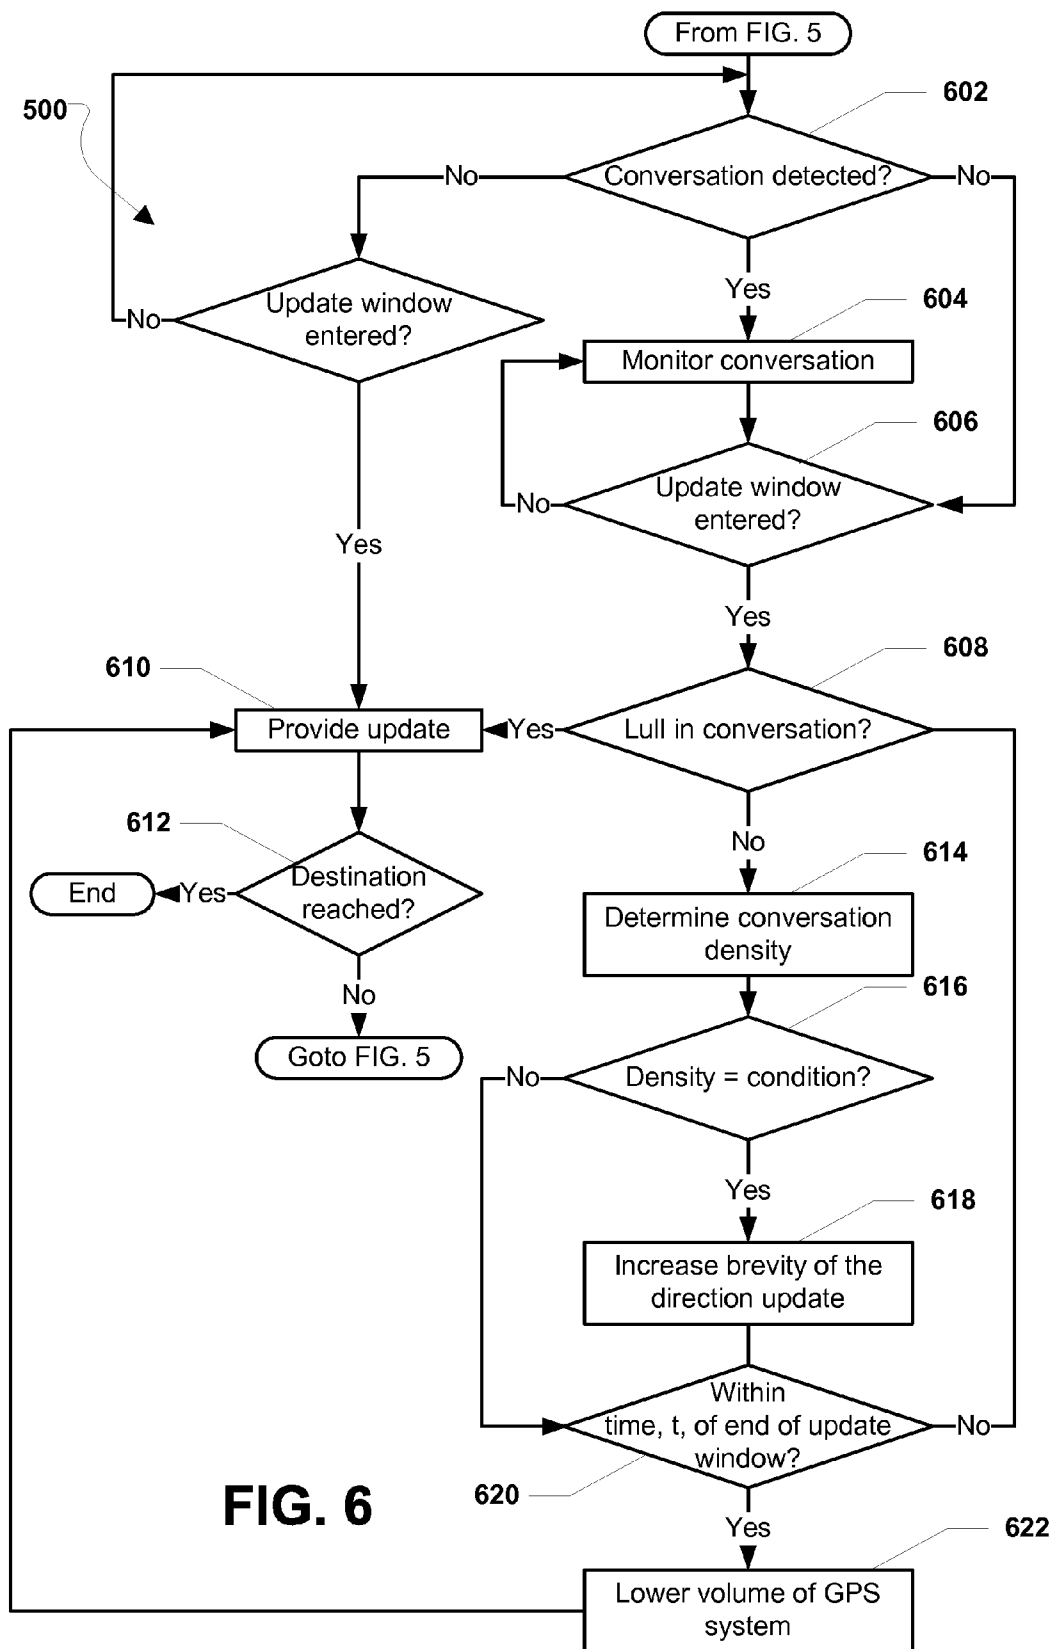 From FIG. 5
602
500
Conversation detected?
No
No
Yes
Update window
entered?
No
604
Monitor conversation
606
Update window
entered?
No
Yes
Yes
608
610
Provide update
Yes
Lull in conversation?
612
No
614
Destination
reached?
Yes
End
Determine conversation
density
616
No
Goto FIG. 5
No
Density = condition?
Yes
618
Increase brevity of the
direction update
Within
time, t, of end of update
window?
No
620
FIG. 6
Yes
622
Lower volume of GPS
system